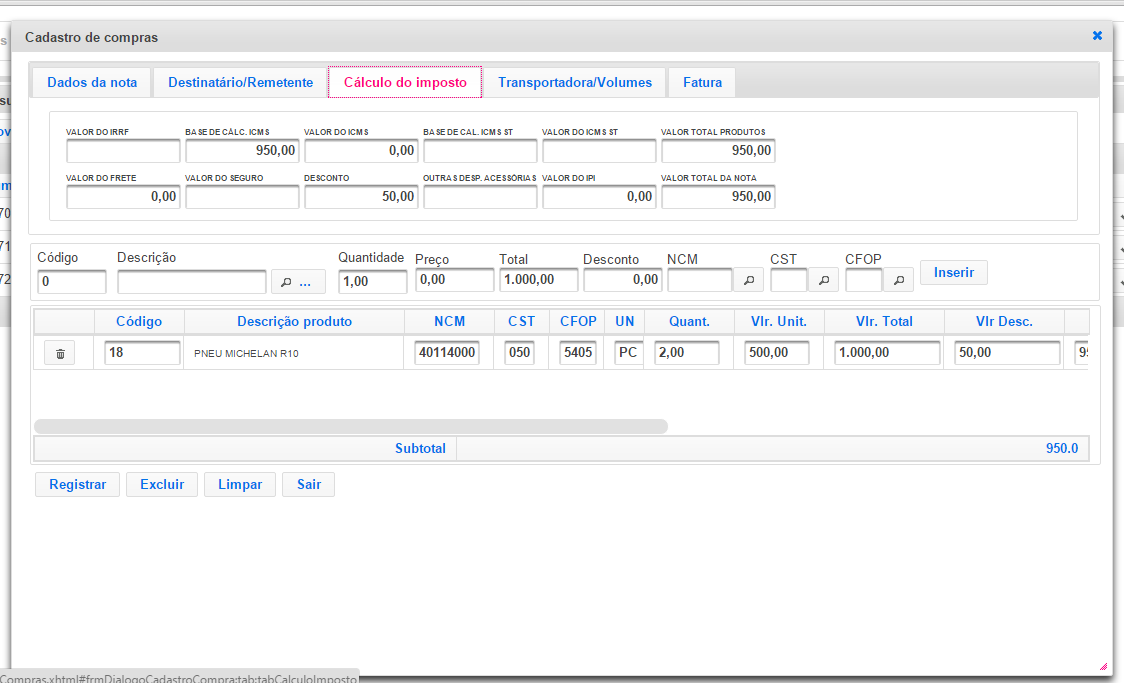 Cadastro de compras
Dados da nota Destinatário/Remetente Cálculo do imposto Transportadora/Volumes Fatura
VALOR DO IRRF BASE DE CÁLC. ICMS VALOR DO ICMS BASE DE CAL. ICMS ST VALOR DO ICMS ST VALOR TOTAL PRODUTOS
950,00 0,00 950,00
VALOR DO FRETE VALOR DO SEGURO DESCONTO OUTRAS DESP. ACESSÓRIAS VALOR DO IPI VALOR TOTAL DA NOTA
0,00 50,00 0,00 950,00
Código Descrição Quantidade Preço Total Desconto NCM CST CFOP
0 ... 1,00 0,00 1.000,00 0,00 Inserir
Código Descrição produto NCM CST CFOP UN Quant. Vlr. Unit. Vlr. Total Vlr Desc.
18 PNEU MICHELAN R10 40114000 050 5405 PC 2,00 500,00 1.000,00 50,00
Subtotal 950.0
Registrar Excluir Limpar Sair
Compras.xhtml#frmDialogoCadastroCompra:tab:tabCalculoImposto